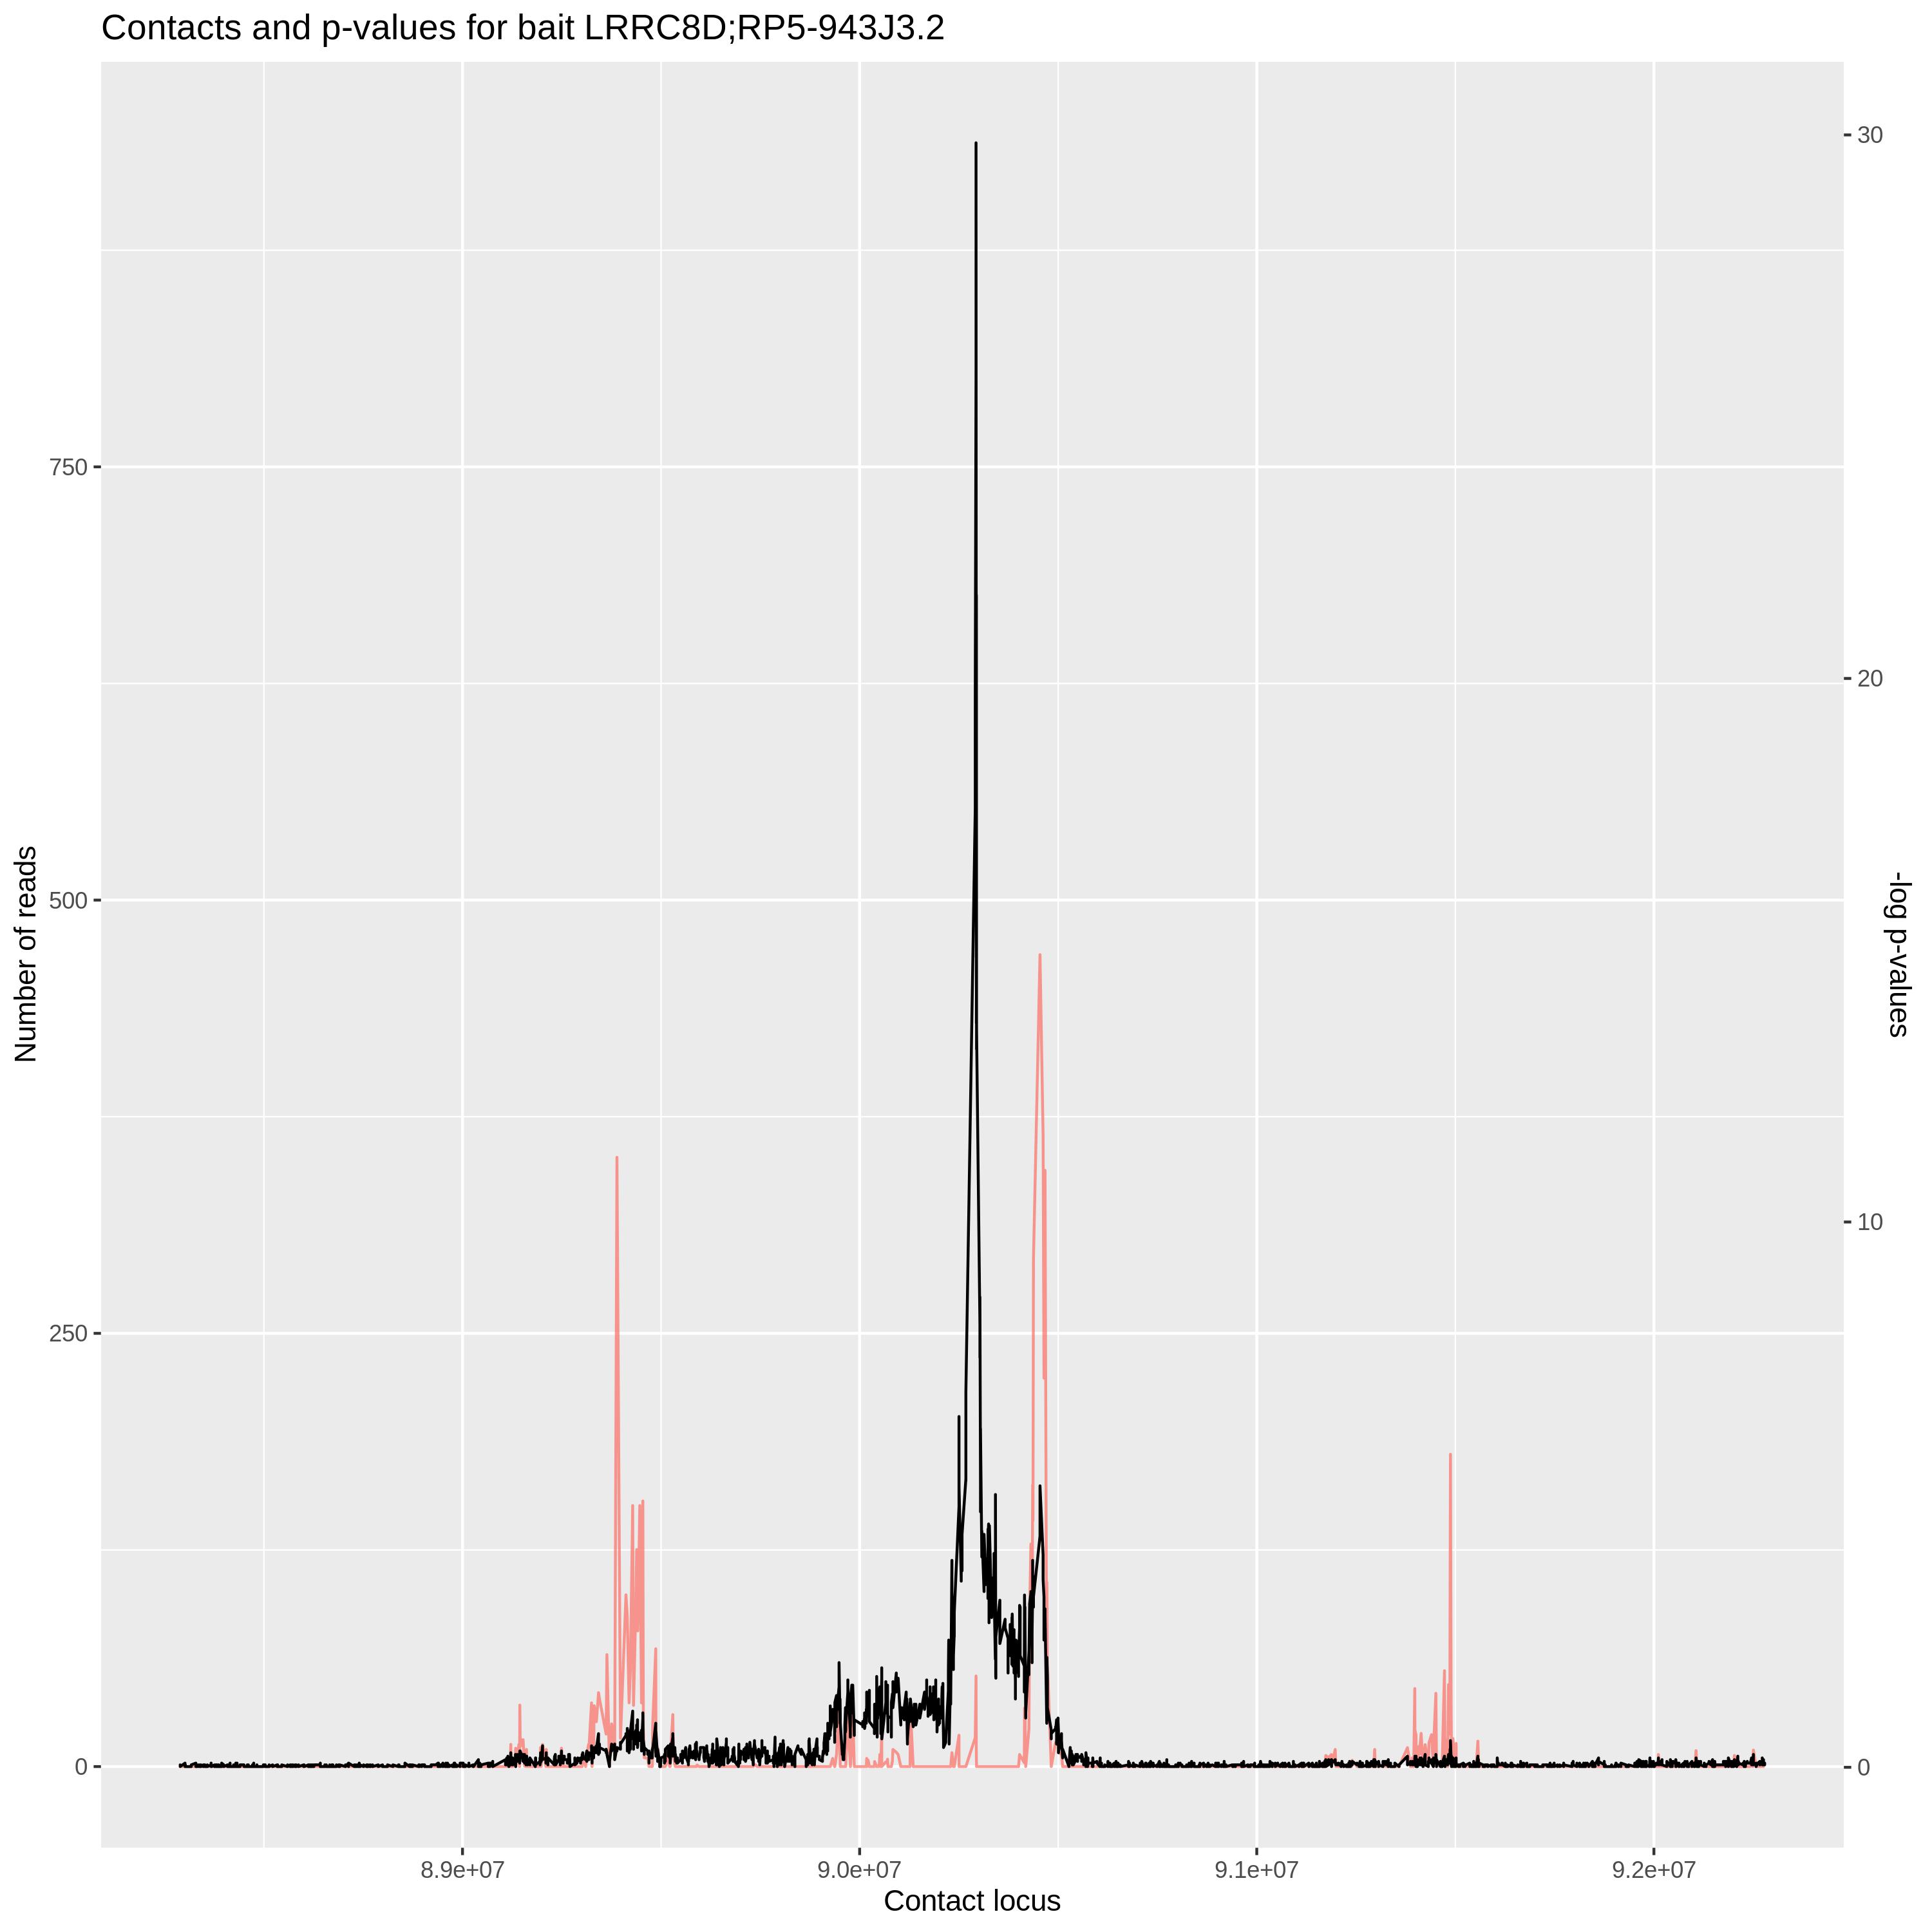 Contacts and p-values for bait LRRC8D;RP5-943J3.2
Number of reads
750
500
250
0
30
20
10
0
-log p-values
8.9e+07 9.0e+07 9.1e+07 9.2e+07
Contact locus